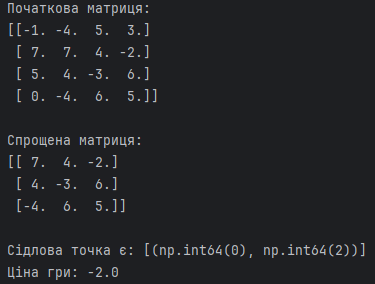 Початкова матриця:
[[-1. -4.  5.  3.]
 [ 7.  7.  4. -2.]
 [ 5.  4. -3.  6.]
 [ 0. -4.  6.  5.]]
Спрощена матриця:
[[ 7.  4. -2.]
 [ 4. -3.  6.]
 [-4.  6.  5.]]
Сідлова точка є: [(np.int64(0), np.int64(2))]
Ціна гри: -2.0